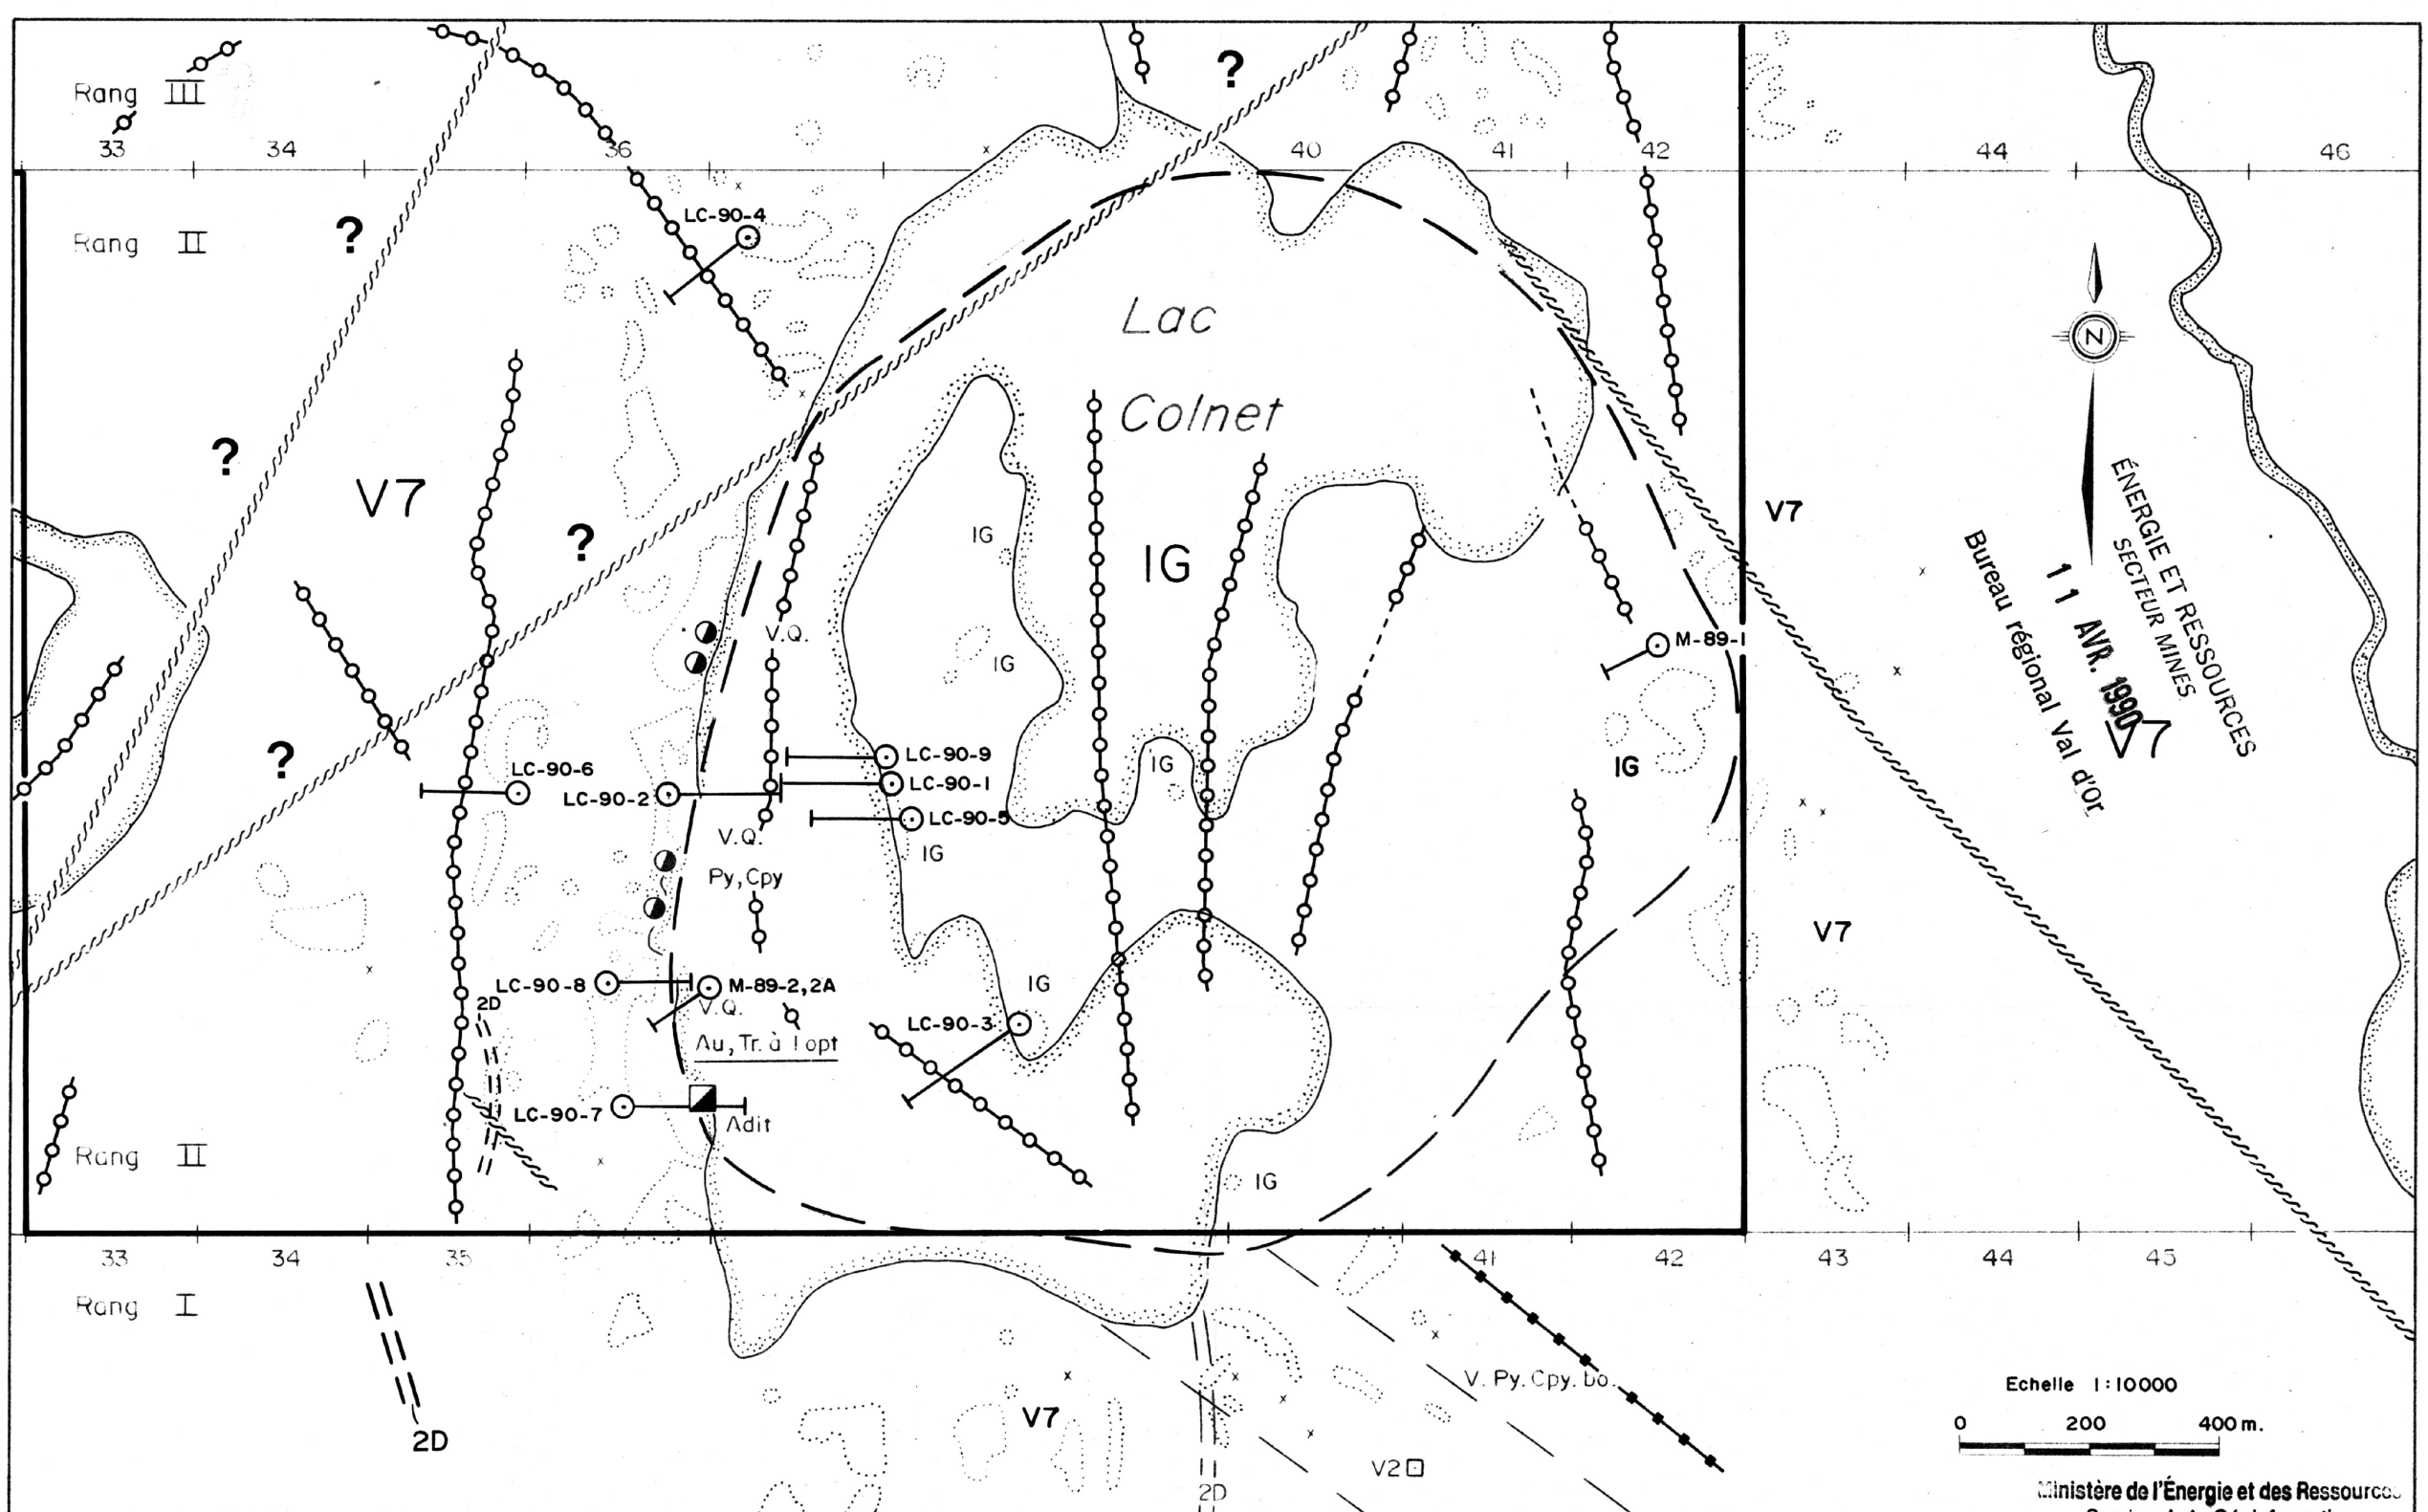 ?
Rang III
33
34
36
40
41
42
44
46
LC-90-4
Rang II
?
Lac
Colnet
N
?
V7
?
IG
IG
V7
ÉNERGIE ET RESSOURCES
SECTEUR MINES
11 AVR. 1990
Bureau régional Val d'Or
V.Q.
IG
M-89-1
V7
?
LC-90-9
LC-90-6
LC-90-1
LC-90-2
IG
IG
LC-90-5
V.Q.
IG
Py, Cpy
V7
LC-90-8
M-89-2,2A
IG
2D
V.Q.
LC-90-3
Au, Tr. à 1 opt
LC-90-7
Adit
Rang II
IG
33
34
35
41
42
43
44
45
Rang I
V. Py. Cpy. bo.
Echelle 1:10000
V7
0 200 400 m.
2D
V2
2D
Ministère de l'Énergie et des Ressources